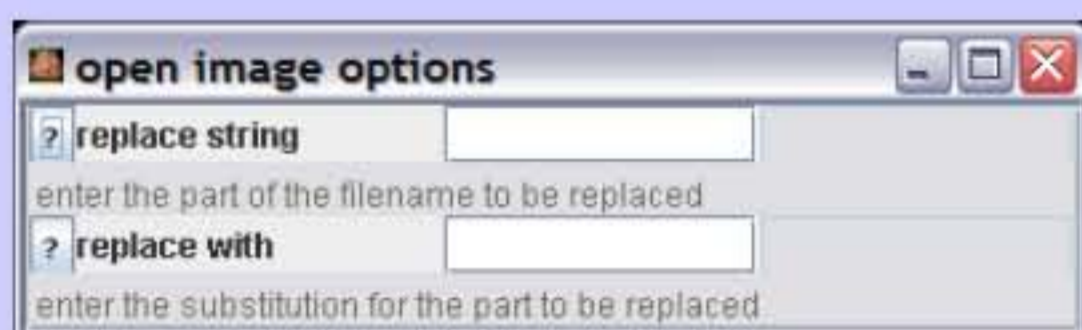 open image options
? replace string
enter the part of the filename to be replaced
? replace with
enter the substitution for the part to be replaced